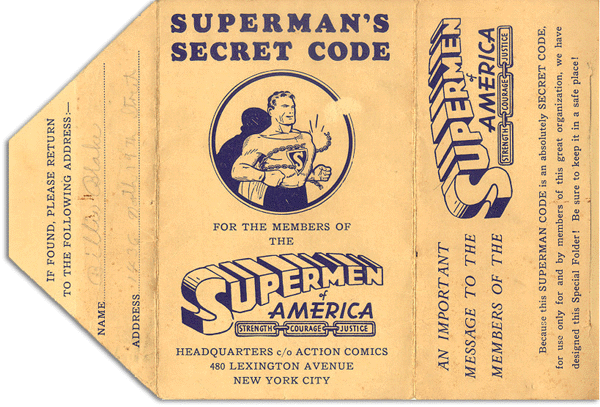 IF FOUND, PLEASE RETURN
TO THE FOLLOWING ADDRESS:—
NAME Billie Blake
ADDRESS
SUPERMAN'S
SECRET CODE
S
FOR THE MEMBERS OF
THE
SUPERMEN
of
AMERICA
STRENGTH COURAGE JUSTICE
HEADQUARTERS c/o ACTION COMICS
480 LEXINGTON AVENUE
NEW YORK CITY
AN IMPORTANT
MESSAGE TO THE
MEMBERS OF THE
SUPERMEN
of
AMERICA
STRENGTH COURAGE JUSTICE
Because this SUPERMAN CODE is an absolutely SECRET CODE,
for use only for and by members of this great organization, we have
designed this Special Folder! Be sure to keep it in a safe place!